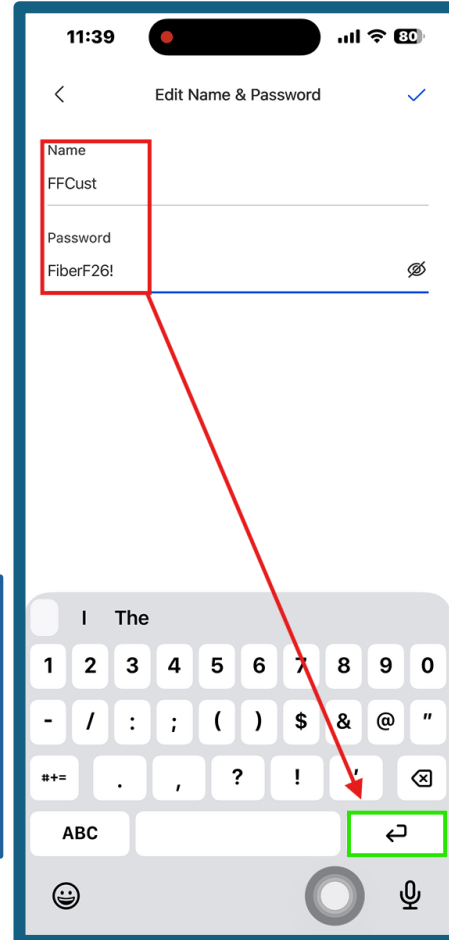 11:39
80
Edit Name & Password
Name
FFCust
Password
FiberF26!
I The
1 2 3 4 5 6 7 8 9 0
- / : ; ( ) $ & @ "
#+= . , ? ! '
ABC